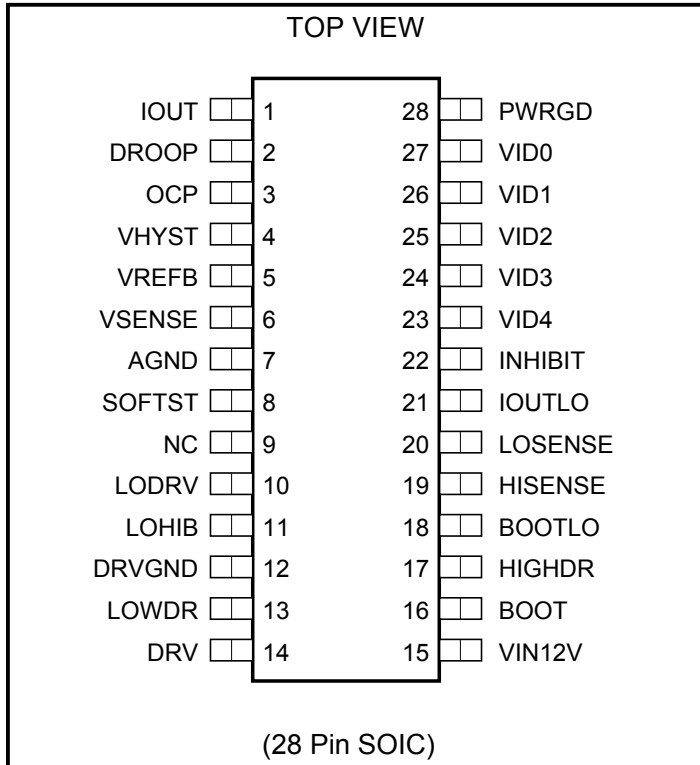 TOP VIEW
IOUT 1 28 PWRGD
DROOP 2 27 VID0
OCP 3 26 VID1
VHYST 4 25 VID2
VREFB 5 24 VID3
VSENSE 6 23 VID4
AGND 7 22 INHIBIT
SOFTST 8 21 IOUTLO
NC 9 20 LOSENSE
LODRV 10 19 HISENSE
LOHIB 11 18 BOOTLO
DRVGND 12 17 HIGHDR
LOWDR 13 16 BOOT
DRV 14 15 VIN12V
(28 Pin SOIC)